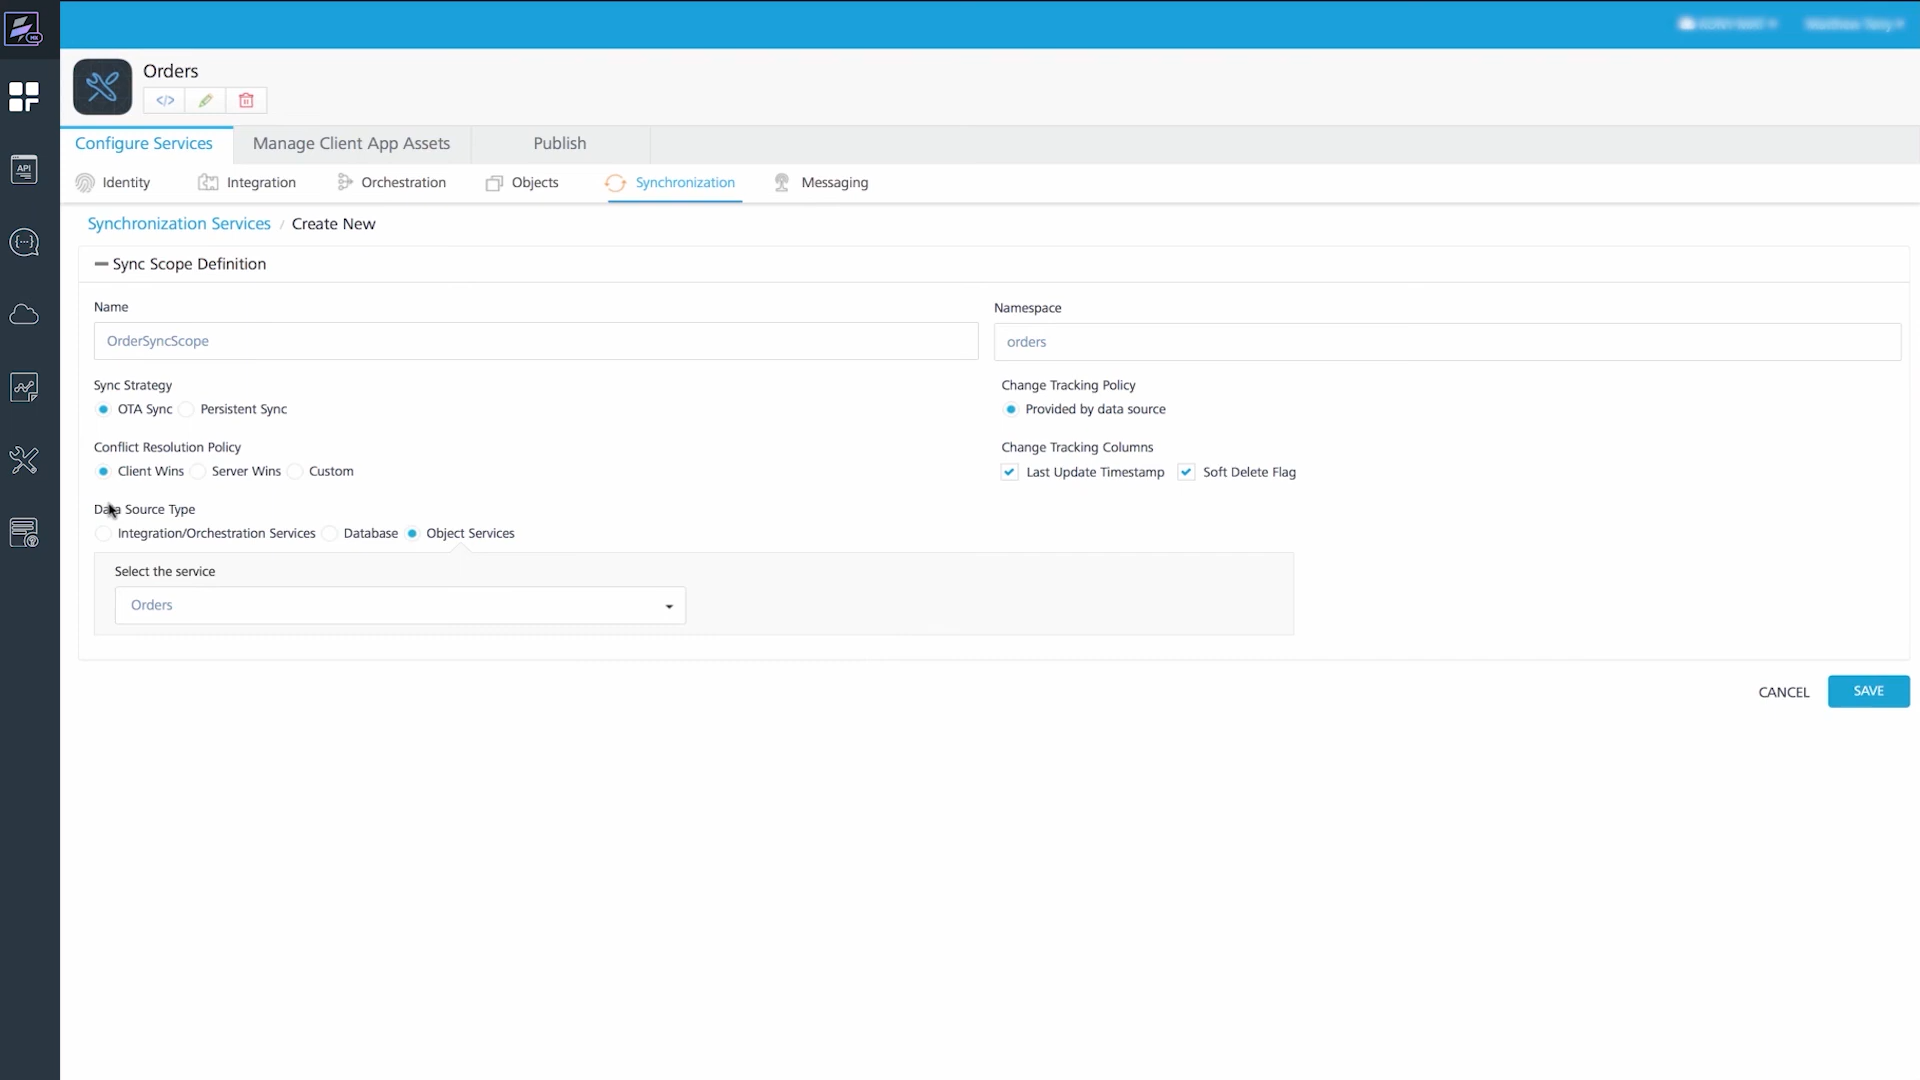 Orders
</>
Configure Services Manage Client App Assets Publish
Identity Integration Orchestration Objects Synchronization Messaging
Synchronization Services / Create New
Sync Scope Definition
Name Namespace
OrderSyncScope orders
Sync Strategy Change Tracking Policy
OTA Sync Persistent Sync Provided by data source
Conflict Resolution Policy Change Tracking Columns
Client Wins Server Wins Custom Last Update Timestamp Soft Delete Flag
Data Source Type
Integration/Orchestration Services Database Object Services
Select the service
Orders
CANCEL SAVE
API
MX